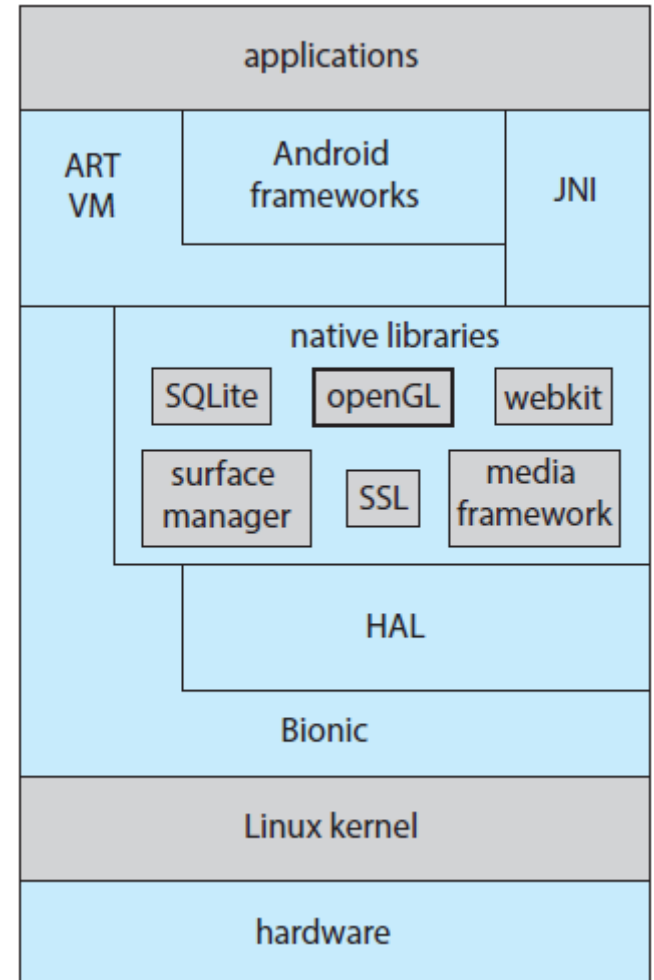 applications
ART
VM
Android
frameworks
JNI
native libraries
SQLite
openGL
webkit
surface
manager
SSL
media
framework
HAL
Bionic
Linux kernel
hardware